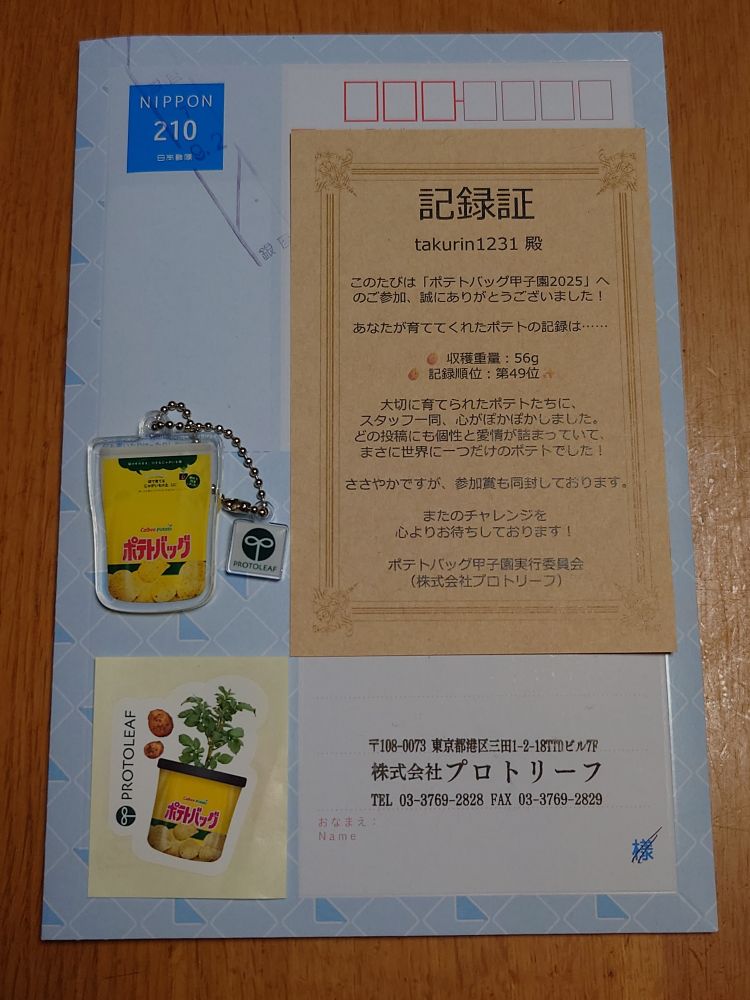 NIPPON
210
日本郵便
記録証
takurin1231 殿
このたびは「ポテトバッグ甲子園2025」へ
のご参加、誠にありがとうございました！
あなたが育ててくれたポテトの記録は……
収穫重量：56g
記録順位：第49位
大切に育てられたポテトたちに、
スタッフ一同、心がぽかぽかしました。
どの投稿にも個性と愛情が詰まっていて、
まさに世界に一つだけのポテトでした！
ささやかですが、参加賞も同封しております。
またのチャレンジを
心よりお待ちしております！
ポテトバッグ甲子園実行委員会
（株式会社プロトリーフ）
Calbee POTATO
ポテトバッグ
PROTOLEAF
PROTOLEAF
Calbee POTATO
ポテトバッグ
〒108-0073 東京都港区三田1-2-18TTDビル7F
株式会社プロトリーフ
TEL 03-3769-2828 FAX 03-3769-2829
おなまえ：
Name
様